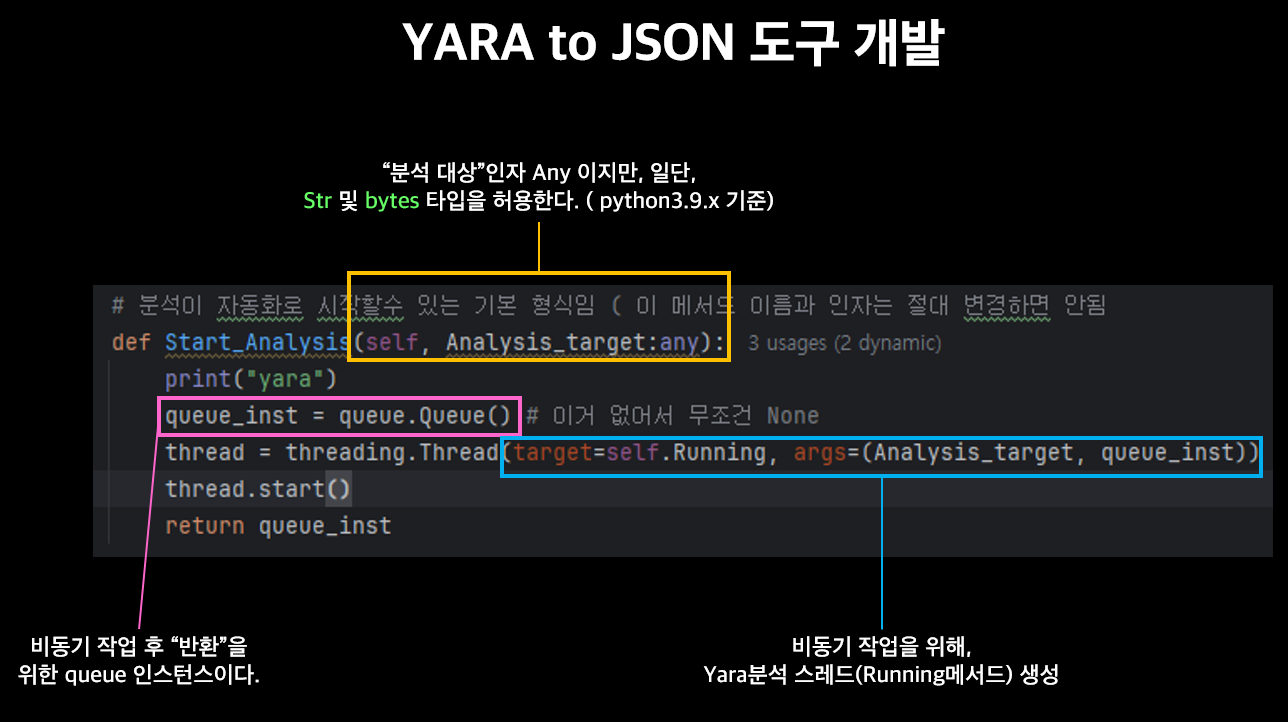 YARA to JSON 도구 개발
“분석 대상”인자 Any 이지만, 일단,
Str 및 bytes 타입을 허용한다. ( python3.9.x 기준)
# 분석이 자동화로 시작할수 있는 기본 형식임 ( 이 메서드 이름과 인자는 절대 변경하면 안됨
def Start_Analysis(self, Analysis_target:any): 3 usages (2 dynamic)
print("yara")
queue_inst = queue.Queue() # 이거 없어서 무조건 None
thread = threading.Thread(target=self.Running, args=(Analysis_target, queue_inst))
thread.start()
return queue_inst
비동기 작업 후 “반환”을
위한 queue 인스턴스이다.
비동기 작업을 위해,
Yara분석 스레드(Running메서드) 생성